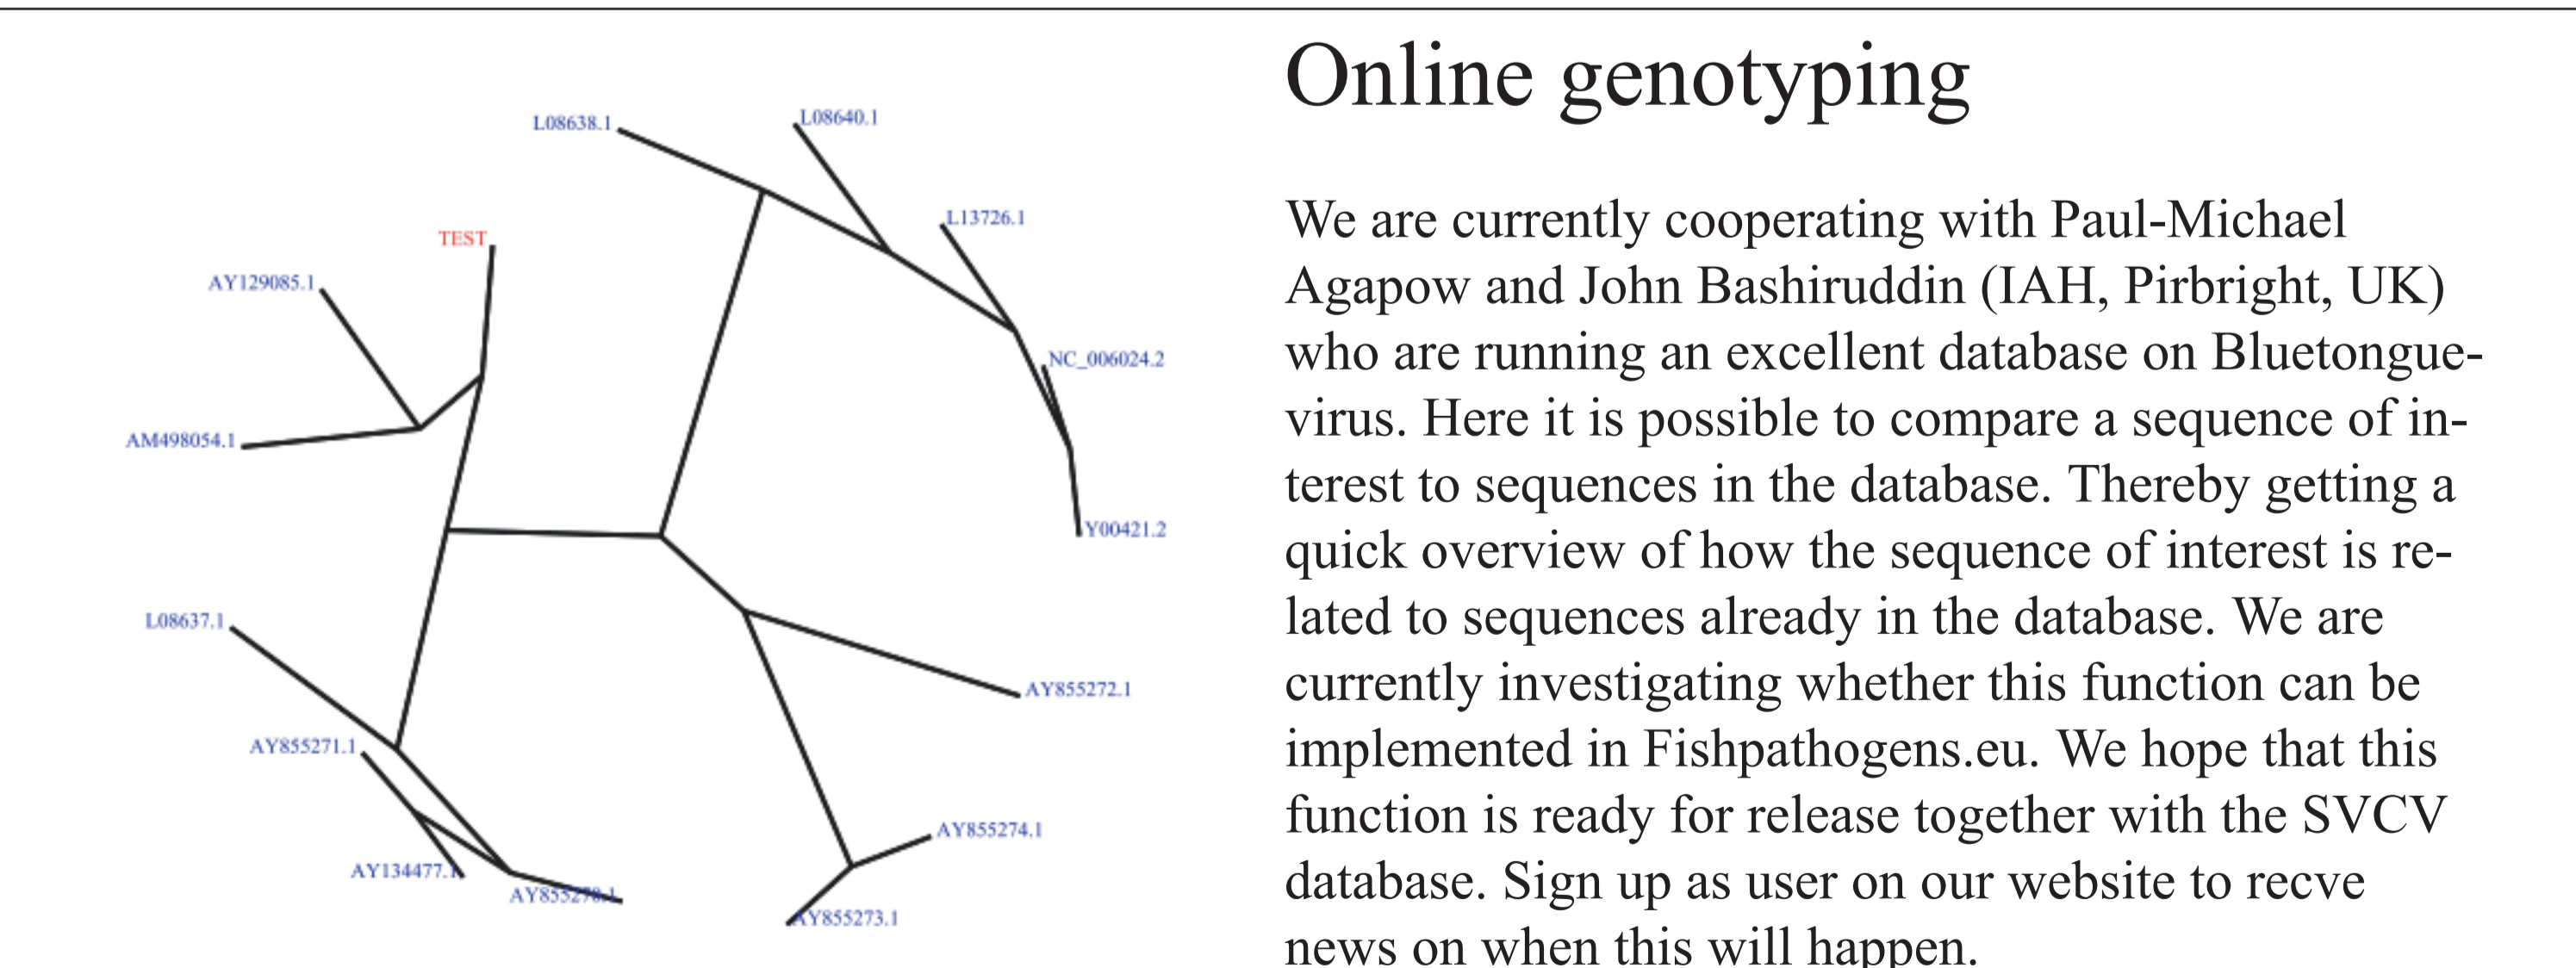 Online genotyping
We are currently cooperating with Paul-Michael
Agapow and John Bashiruddin (IAH, Pirbright, UK)
who are running an excellent database on Bluetongue-
virus. Here it is possible to compare a sequence of in-
terest to sequences in the database. Thereby getting a
quick overview of how the sequence of interest is re-
lated to sequences already in the database. We are
currently investigating whether this function can be
implemented in Fishpathogens.eu. We hope that this
function is ready for release together with the SVCV
database. Sign up as user on our website to recve
news on when this will happen.
L08638.1
L08640.1
L13726.1
TEST
AY129085.1
NC_006024.2
AM498054.1
Y00421.2
L08637.1
AY855272.1
AY855271.1
AY855274.1
AY134477.1
AY855270.1
AY855273.1